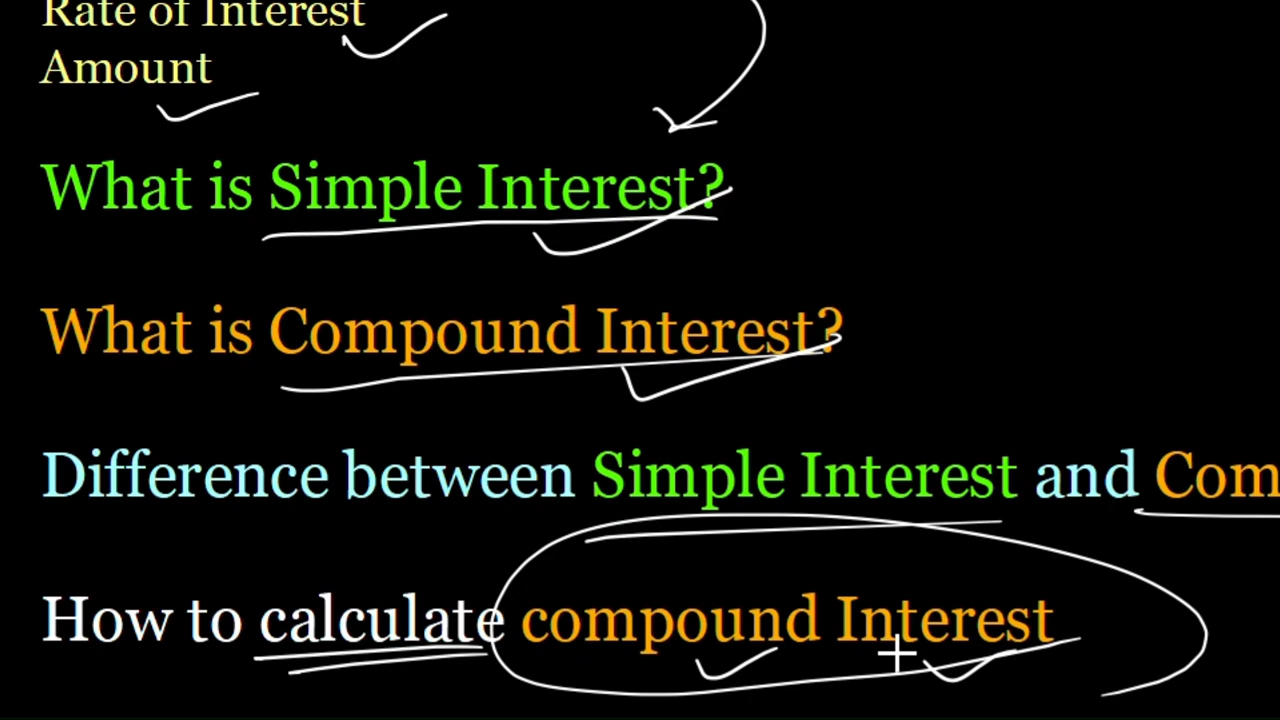 Rate of Interest
Amount
What is Simple Interest?
What is Compound Interest?
Difference between Simple Interest and Com
How to calculate compound Interest